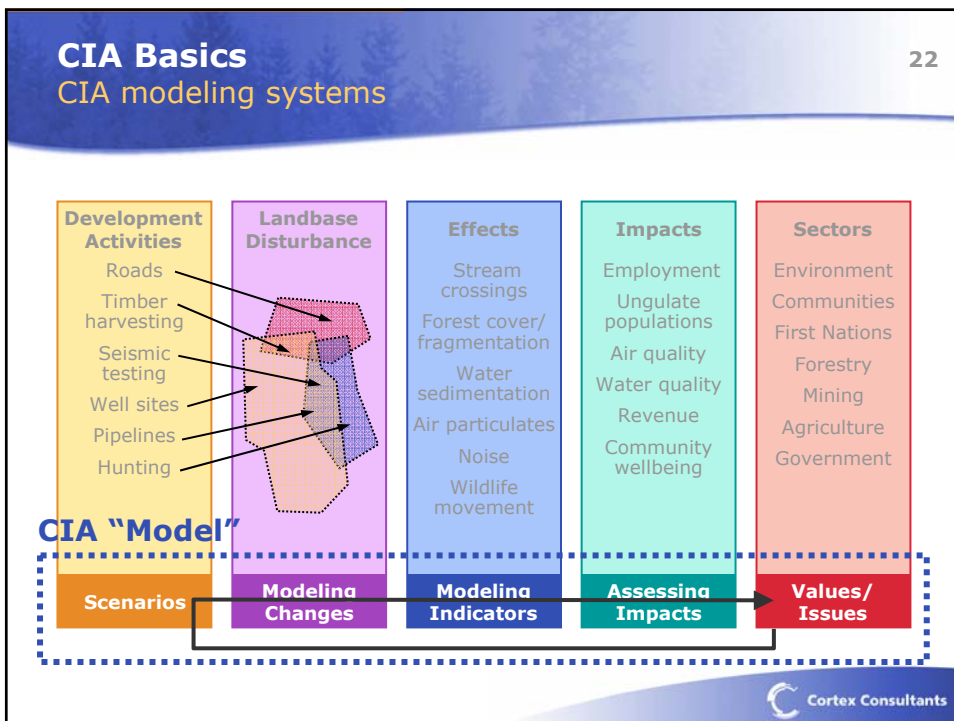 CIA Basics
CIA modeling systems
22
Development
Activities
Roads
Timber
harvesting
Seismic
testing
Well sites
Pipelines
Hunting
Landbase
Disturbance
Effects
Stream
crossings
Forest cover/
fragmentation
Water
sedimentation
Air particulates
Noise
Wildlife
movement
Impacts
Employment
Ungulate
populations
Air quality
Water quality
Revenue
Community
wellbeing
Sectors
Environment
Communities
First Nations
Forestry
Mining
Agriculture
Government
CIA “Model”
Scenarios
Modeling
Changes
Modeling
Indicators
Assessing
Impacts
Values/
Issues
Cortex Consultants